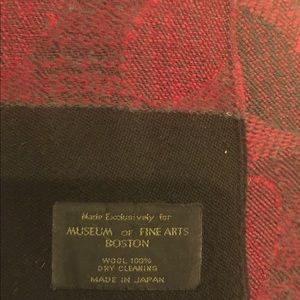 Made Exclusively for
MUSEUM OF FINE ARTS
BOSTON
WOOL 100%
DRY CLEANING
MADE IN JAPAN